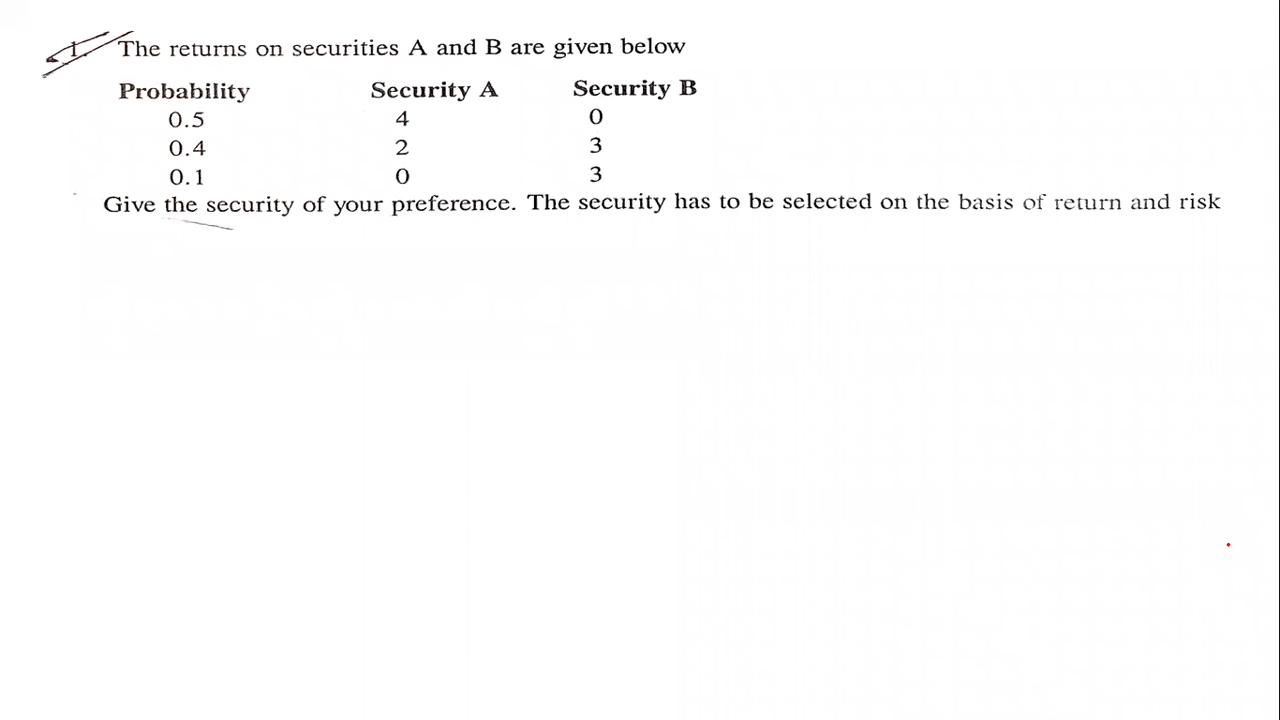 1. The returns on securities A and B are given below
Probability Security A Security B
0.5 4 0
0.4 2 3
0.1 0 3
Give the security of your preference. The security has to be selected on the basis of return and risk